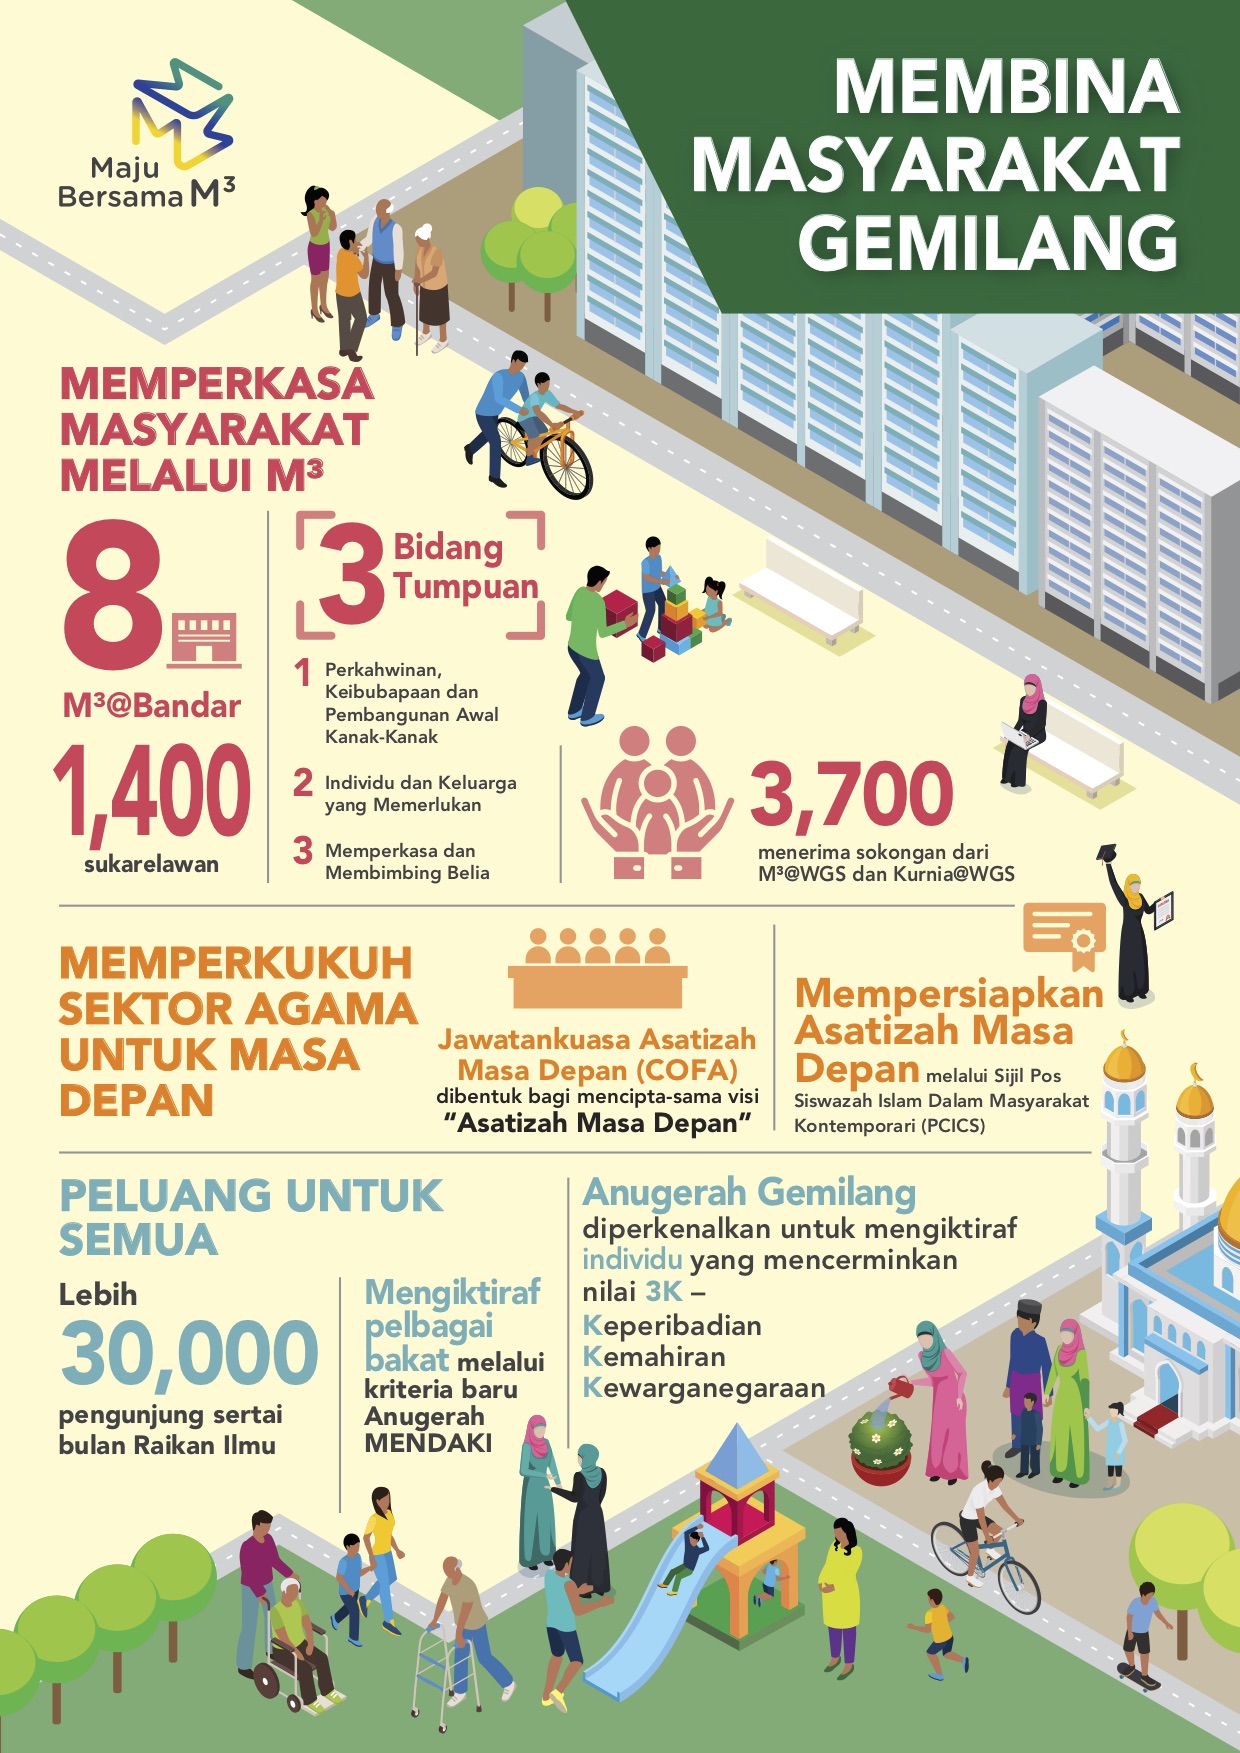 Maju
Bersama M³
MEMBINA
MASYARAKAT
GEMILANG
MEMPERKASA
MASYARAKAT
MELALUI M³
8
M³@Bandar
1,400
sukarelawan
3 Bidang
Tumpuan
1 Perkahwinan,
Keibubapaan dan
Pembangunan Awal
Kanak-Kanak
2 Individu dan Keluarga
yang Memerlukan
3 Memperkasa dan
Membimbing Belia
3,700
menerima sokongan dari
M³@WGS dan Kurnia@WGS
MEMPERKUKUH
SEKTOR AGAMA
UNTUK MASA
DEPAN
Jawatankuasa Asatizah
Masa Depan (COFA)
dibentuk bagi mencipta-sama visi
“Asatizah Masa Depan”
Mempersiapkan
Asatizah Masa
Depan melalui Sijil Pos
Siswazah Islam Dalam Masyarakat
Kontemporari (PCICS)
PELUANG UNTUK
SEMUA
Lebih
30,000
pengunjung sertai
bulan Raikan Ilmu
Mengiktiraf
pelbagai
bakat melalui
kriteria baru
Anugerah
MENDAKI
Anugerah Gemilang
diperkenalkan untuk mengiktiraf
individu yang mencerminkan
nilai 3K –
Keperibadian
Kemahiran
Kewarganegaraan